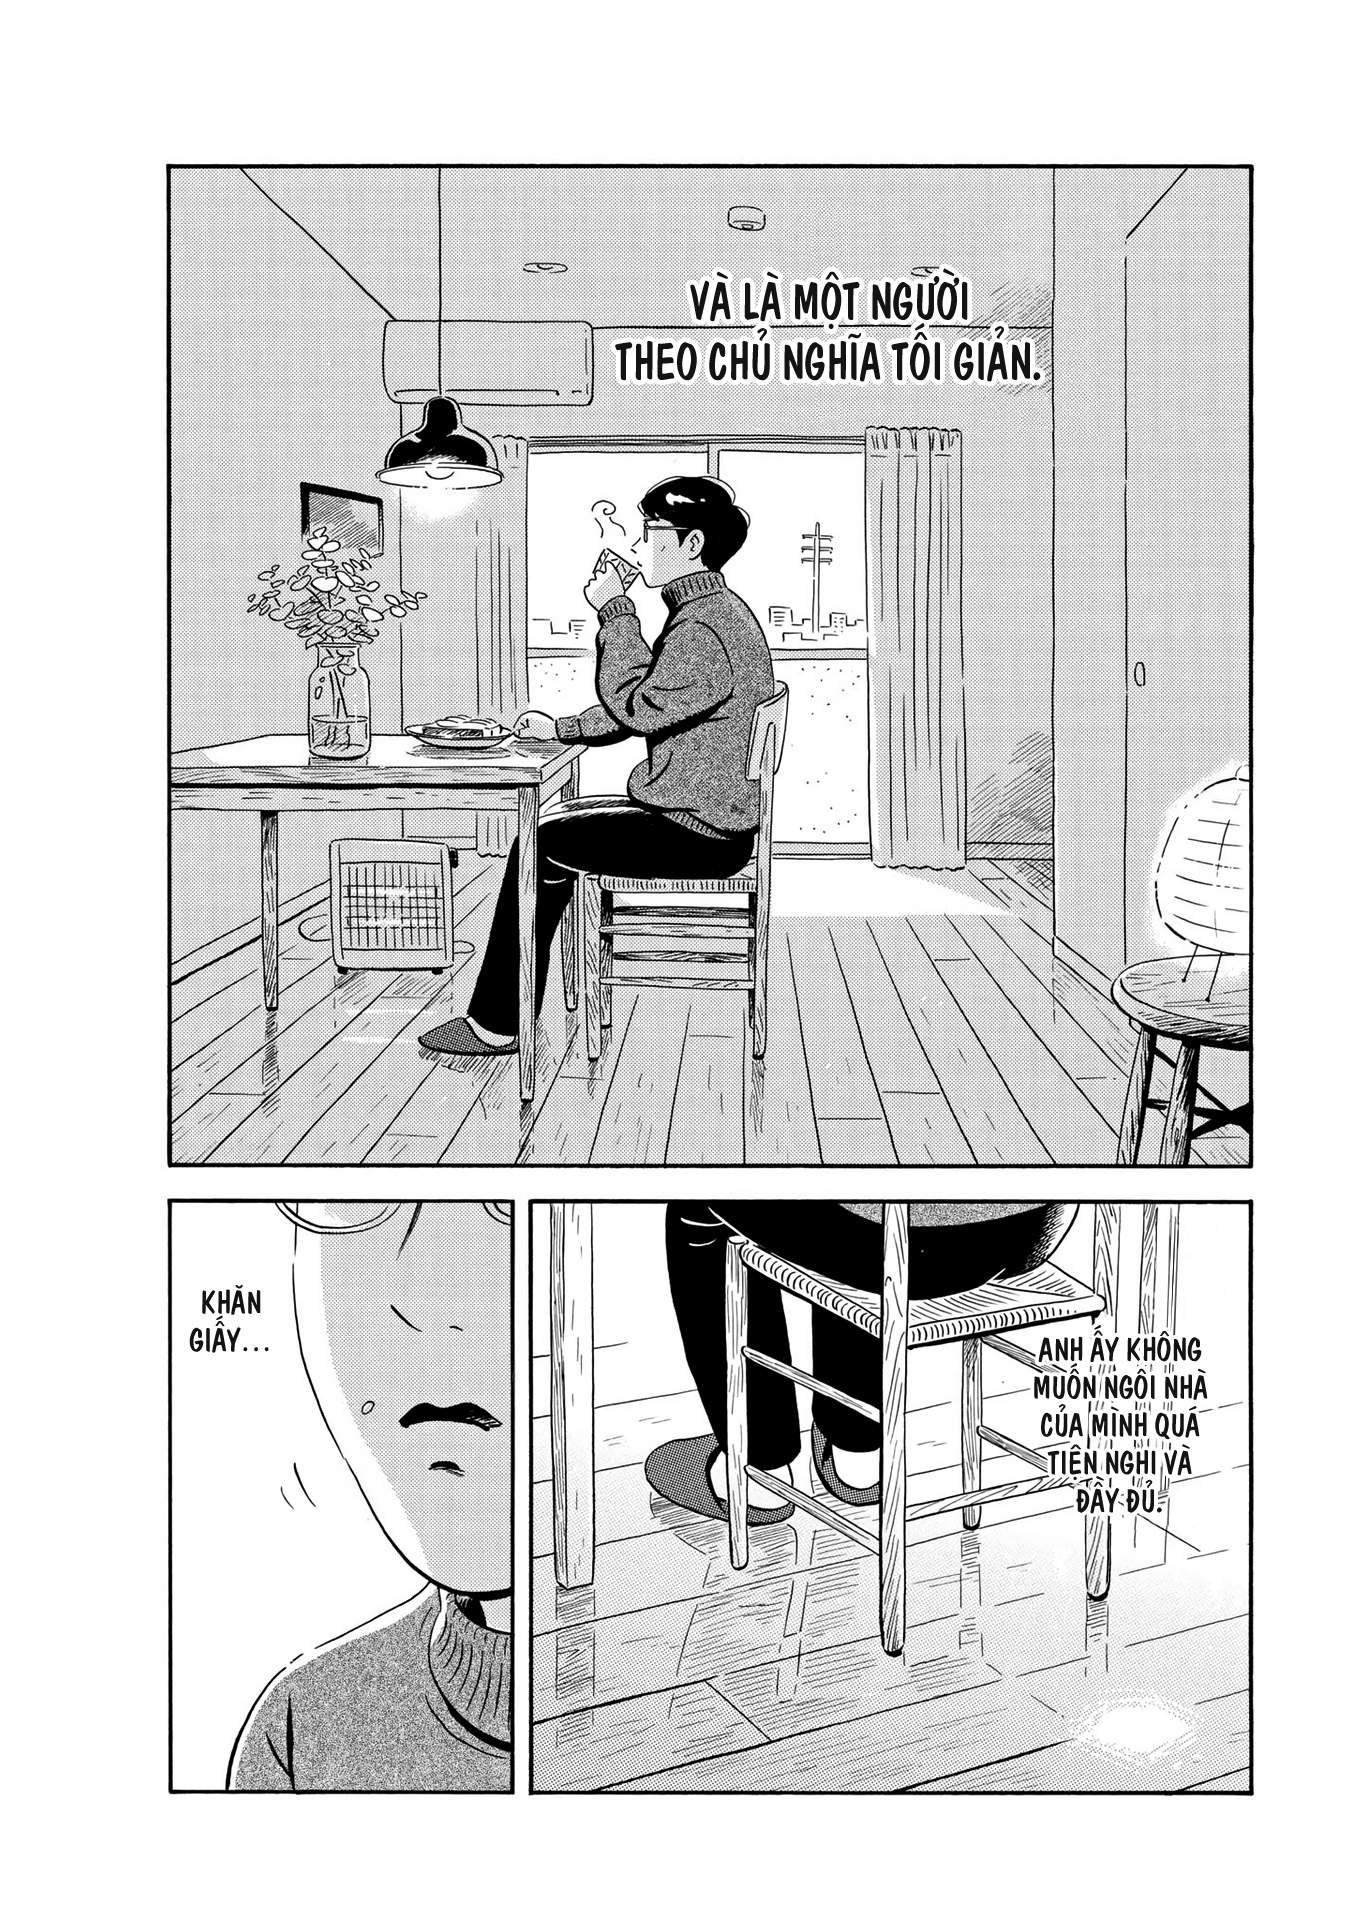 VÀ LÀ MỘT NGƯỜI
THEO CHỦ NGHĨA TỐI GIẢN.
KHĂN
GIẤY...
ANH ẤY KHÔNG
MUỐN NGÔI NHÀ
CỦA MÌNH QUÁ
TIỆN NGHI VÀ
ĐẦY ĐỦ.